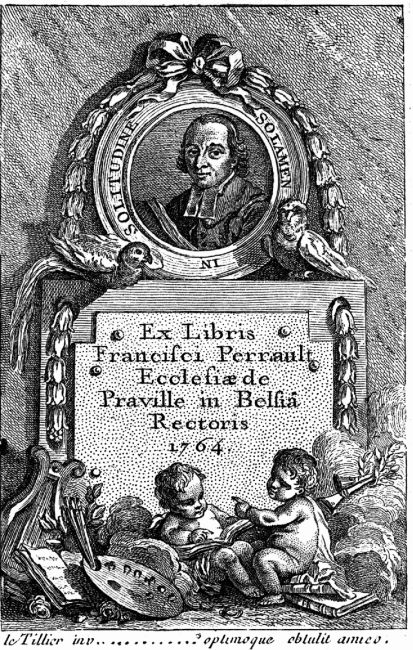 IN SOLITUDINE SOLAMEN
Ex Libris
Franciſci Perrault
Eccleſiæ de
Praville in Belſiâ
Rectoris
1764.
le Tillier inv. . . . . . . . . . . . .? optimoque obtulit amico.